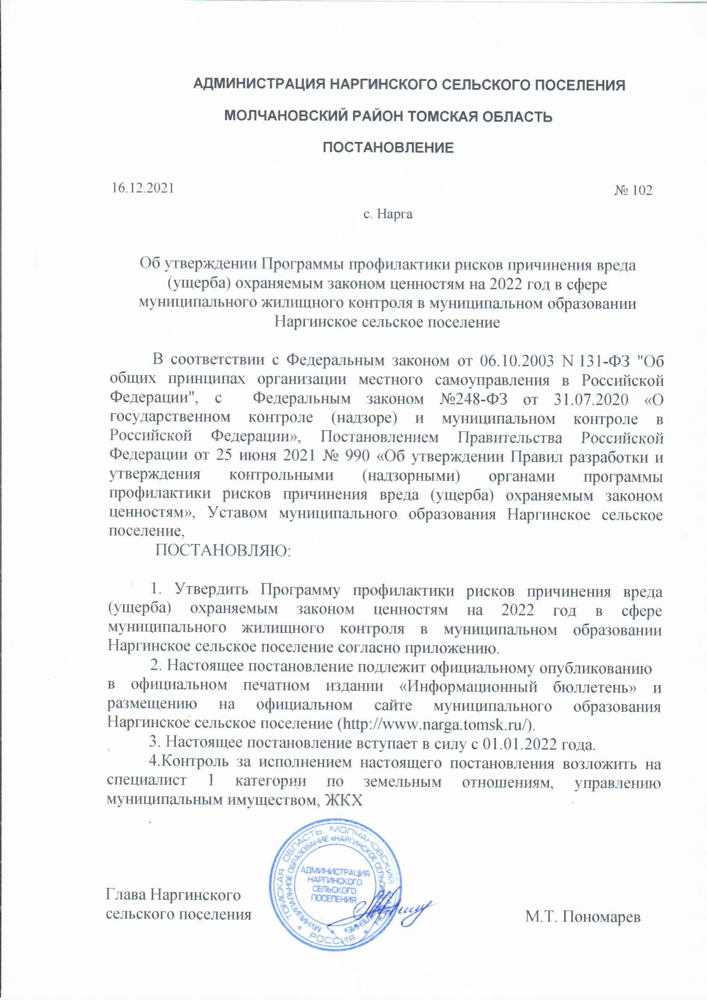 АДМИНИСТРАЦИЯ НАРГИНСКОГО СЕЛЬСКОГО ПОСЕЛЕНИЯ
МОЛЧАНОВСКИЙ РАЙОН ТОМСКАЯ ОБЛАСТЬ
ПОСТАНОВЛЕНИЕ
16.12.2021 № 102
с. Нарга
Об утверждении Программы профилактики рисков причинения вреда
(ущерба) охраняемым законом ценностям на 2022 год в сфере
муниципального жилищного контроля в муниципальном образовании
Наргинское сельское поселение
В соответствии с Федеральным законом от 06.10.2003 N 131-ФЗ "Об
общих принципах организации местного самоуправления в Российской
Федерации", с Федеральным законом №248-ФЗ от 31.07.2020 «О
государственном контроле (надзоре) и муниципальном контроле в
Российской Федерации», Постановлением Правительства Российской
Федерации от 25 июня 2021 № 990 «Об утверждении Правил разработки и
утверждения контрольными (надзорными) органами программы
профилактики рисков причинения вреда (ущерба) охраняемым законом
ценностям», Уставом муниципального образования Наргинское сельское
поселение,
ПОСТАНОВЛЯЮ:
1. Утвердить Программу профилактики рисков причинения вреда
(ущерба) охраняемым законом ценностям на 2022 год в сфере
муниципального жилищного контроля в муниципальном образовании
Наргинское сельское поселение согласно приложению.
2. Настоящее постановление подлежит официальному опубликованию
в официальном печатном издании «Информационный бюллетень» и
размещению на официальном сайте муниципального образования
Наргинское сельское поселение (http://www.narga.tomsk.ru/).
3. Настоящее постановление вступает в силу с 01.01.2022 года.
4.Контроль за исполнением настоящего постановления возложить на
специалист 1 категории по земельным отношениям, управлению
муниципальным имуществом, ЖКХ
.
ТОМСКАЯ ОБЛАСТЬ МОЛЧАНОВСКИЙ РАЙОН
* РОССИЯ *
МУНИЦИПАЛЬНОЕ ОБРАЗОВАНИЕ «НАРГИНСКОЕ СЕЛЬСКОЕ ПОСЕЛЕНИЕ» *
АДМИНИСТРАЦИЯ
НАРГИНСКОГО
СЕЛЬСКОГО
ПОСЕЛЕНИЯ
Глава Наргинского
сельского поселения М.Т. Пономарев